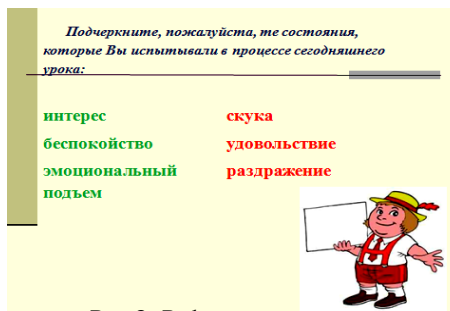 Подчеркните, пожалуйста, те состояния,
которые Вы испытывали в процессе сегодняшнего
урока:
интерес
беспокойство
эмоциональный
подъем
скука
удовольствие
раздражение